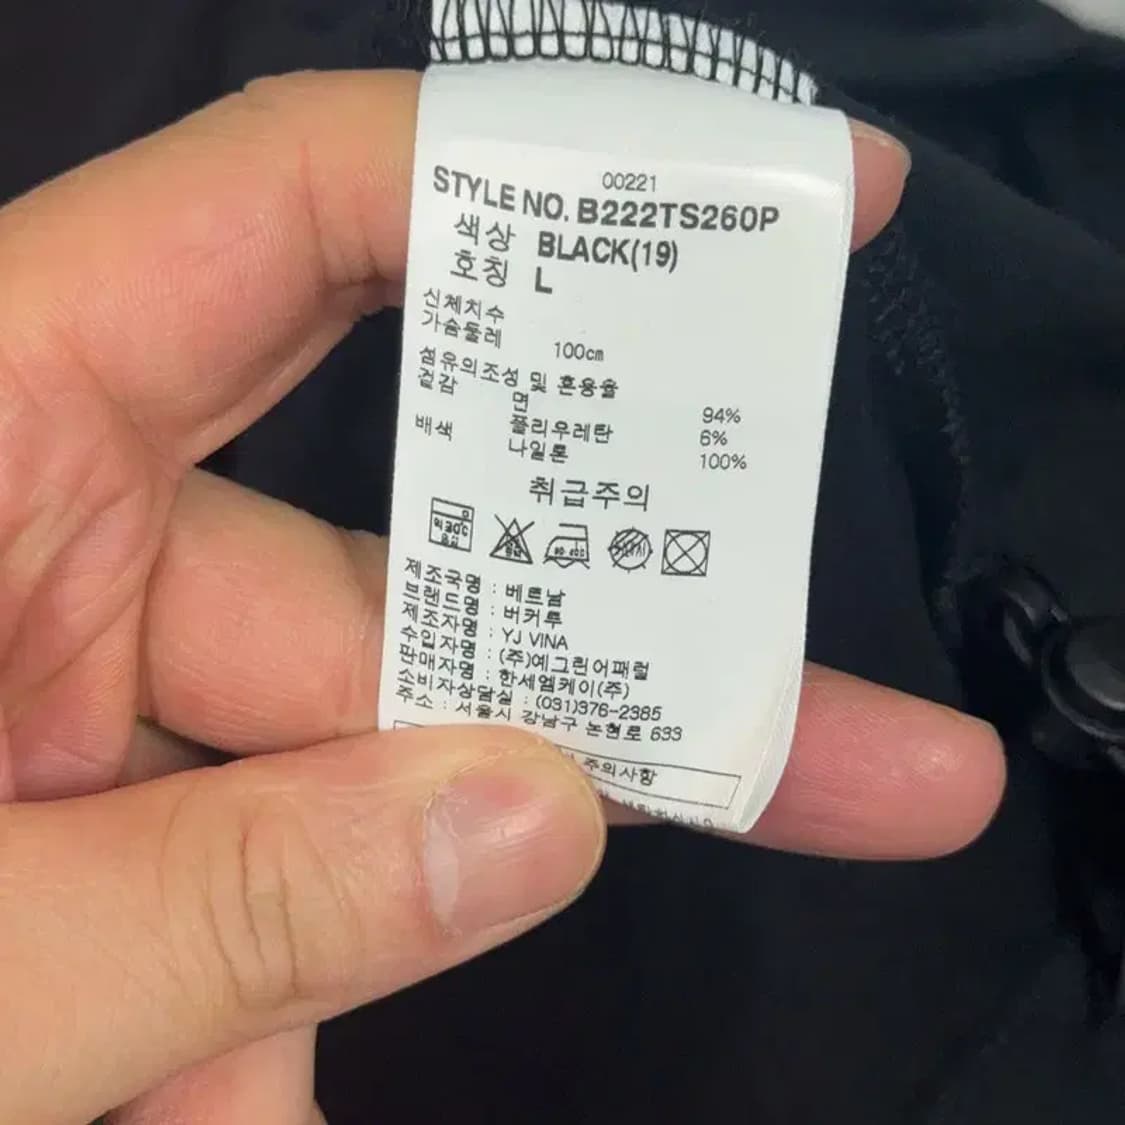 00221
STYLE NO. B222TS260P
색상 BLACK(19)
호칭 L
신체치수
가슴둘레 100cm
섬유의조성 및 혼용율
겉감 면 94%
폴리우레탄 6%
배색 나일론 100%
취급주의
제조국명 : 베트남
브랜드명 : 버커루
제조자명 : YJ VINA
수입자명 : (주)예그린어패럴
판매자명 : 한세엠케이(주)
소비자상담실 : (031)376-2385
주소 : 서울시 강남구 논현로 633
주의사항